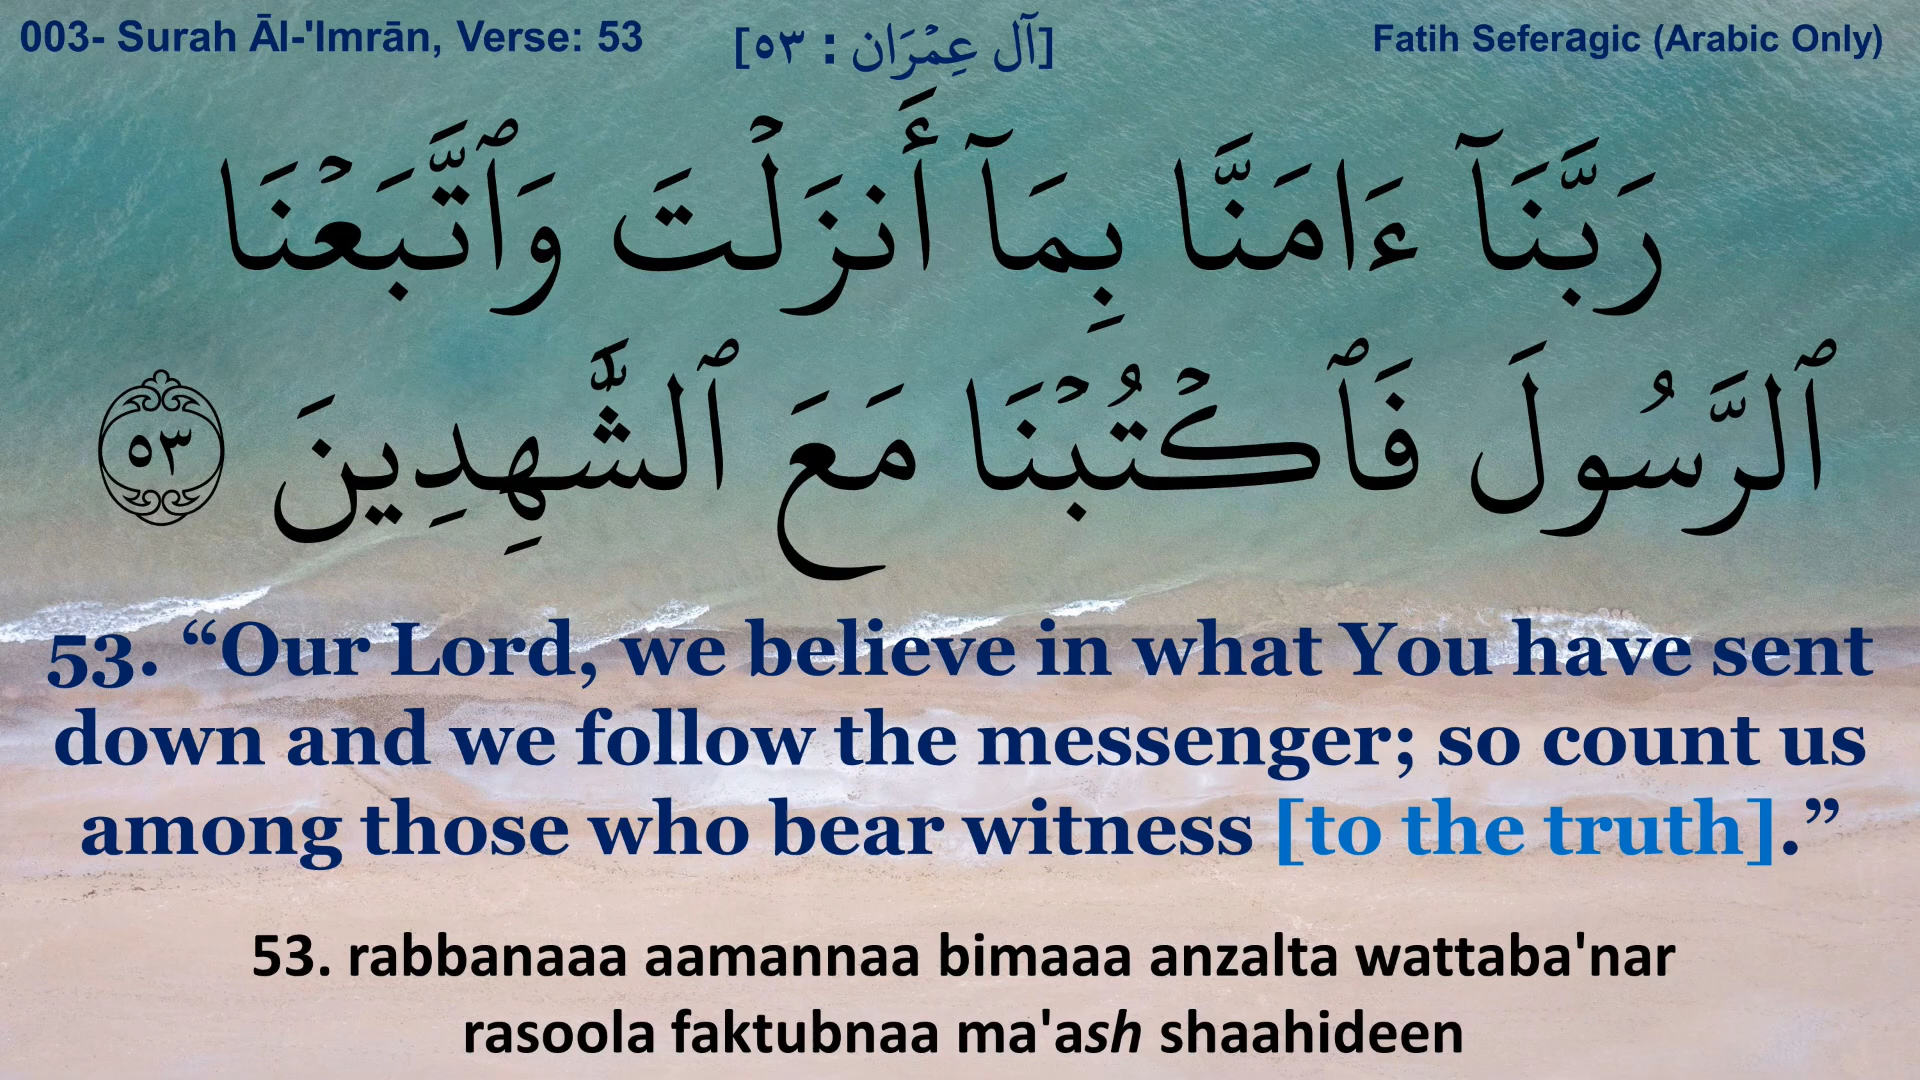 003- Surah Āl-'Imrān, Verse: 53
[آل عِمۡرَان : ٥٣]
Fatih Seferagic (Arabic Only)
رَبَّنَآ ءَامَنَّا بِمَآ أَنزَلۡتَ وَٱتَّبَعۡنَا
ٱلرَّسُولَ فَٱكۡتُبۡنَا مَعَ ٱلشَّٰهِدِينَ ٥٣
53. “Our Lord, we believe in what You have sent
down and we follow the messenger; so count us
among those who bear witness [to the truth].”
53. rabbanaaa aamannaa bimaaa anzalta wattaba'nar
rasoola faktubnaa ma'ash shaahideen